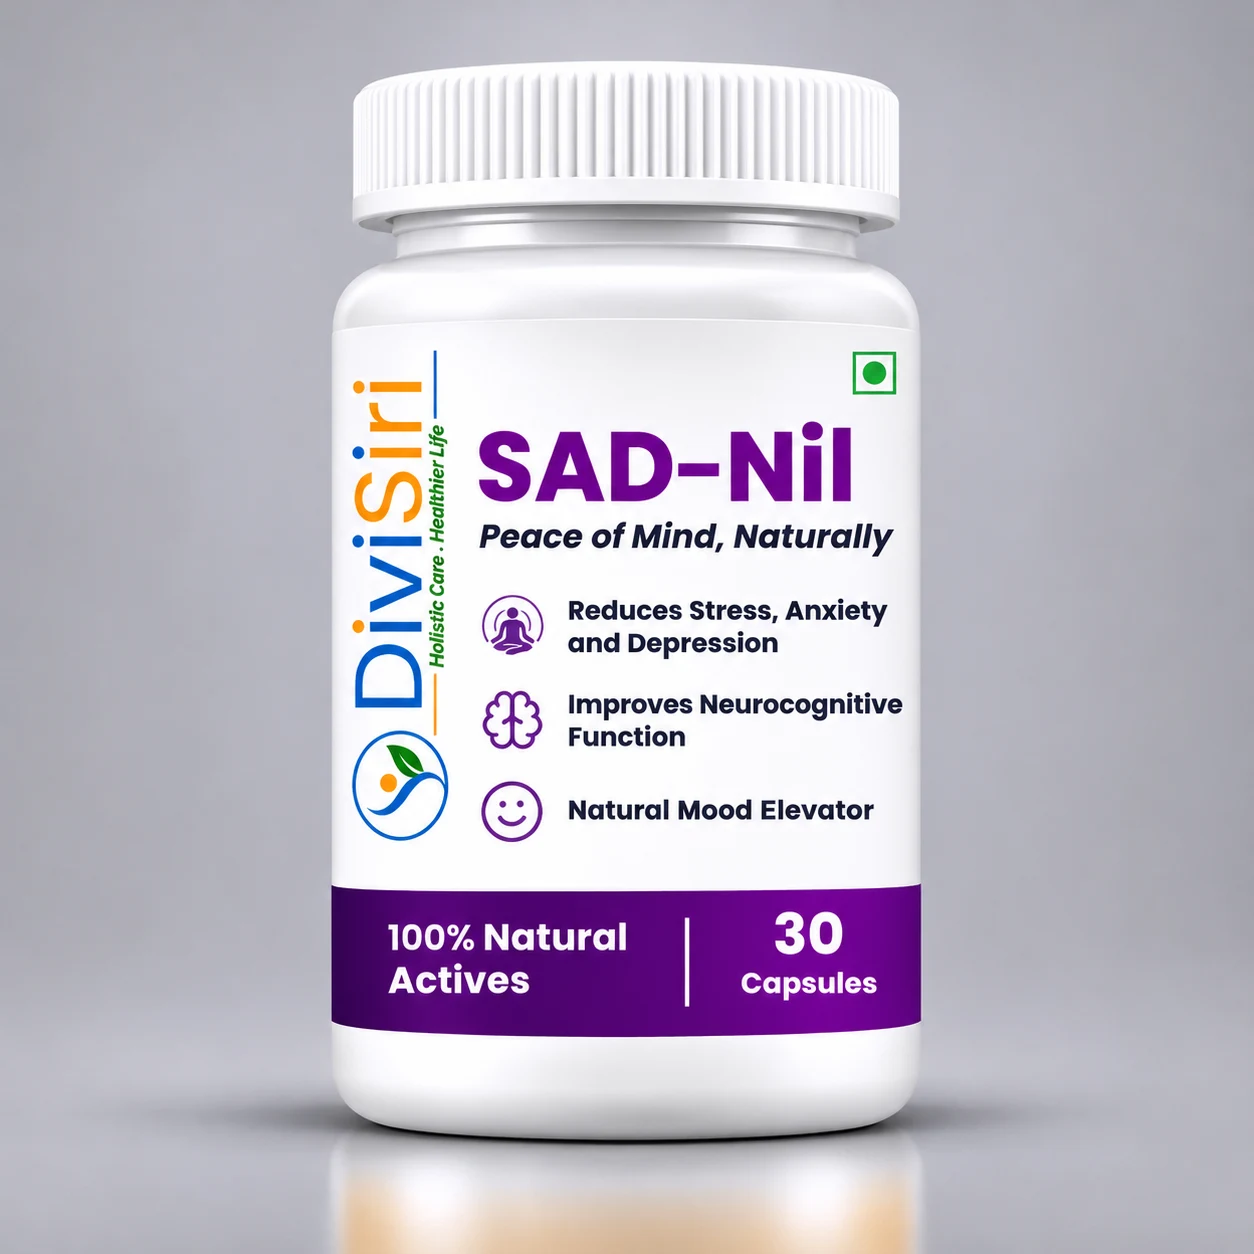 DiviSiri
Holistic Care . Healthier Life
SAD-Nil
Peace of Mind, Naturally
Reduces Stress, Anxiety
and Depression
Improves Neurocognitive
Function
Natural Mood Elevator
100% Natural
Actives
30
Capsules